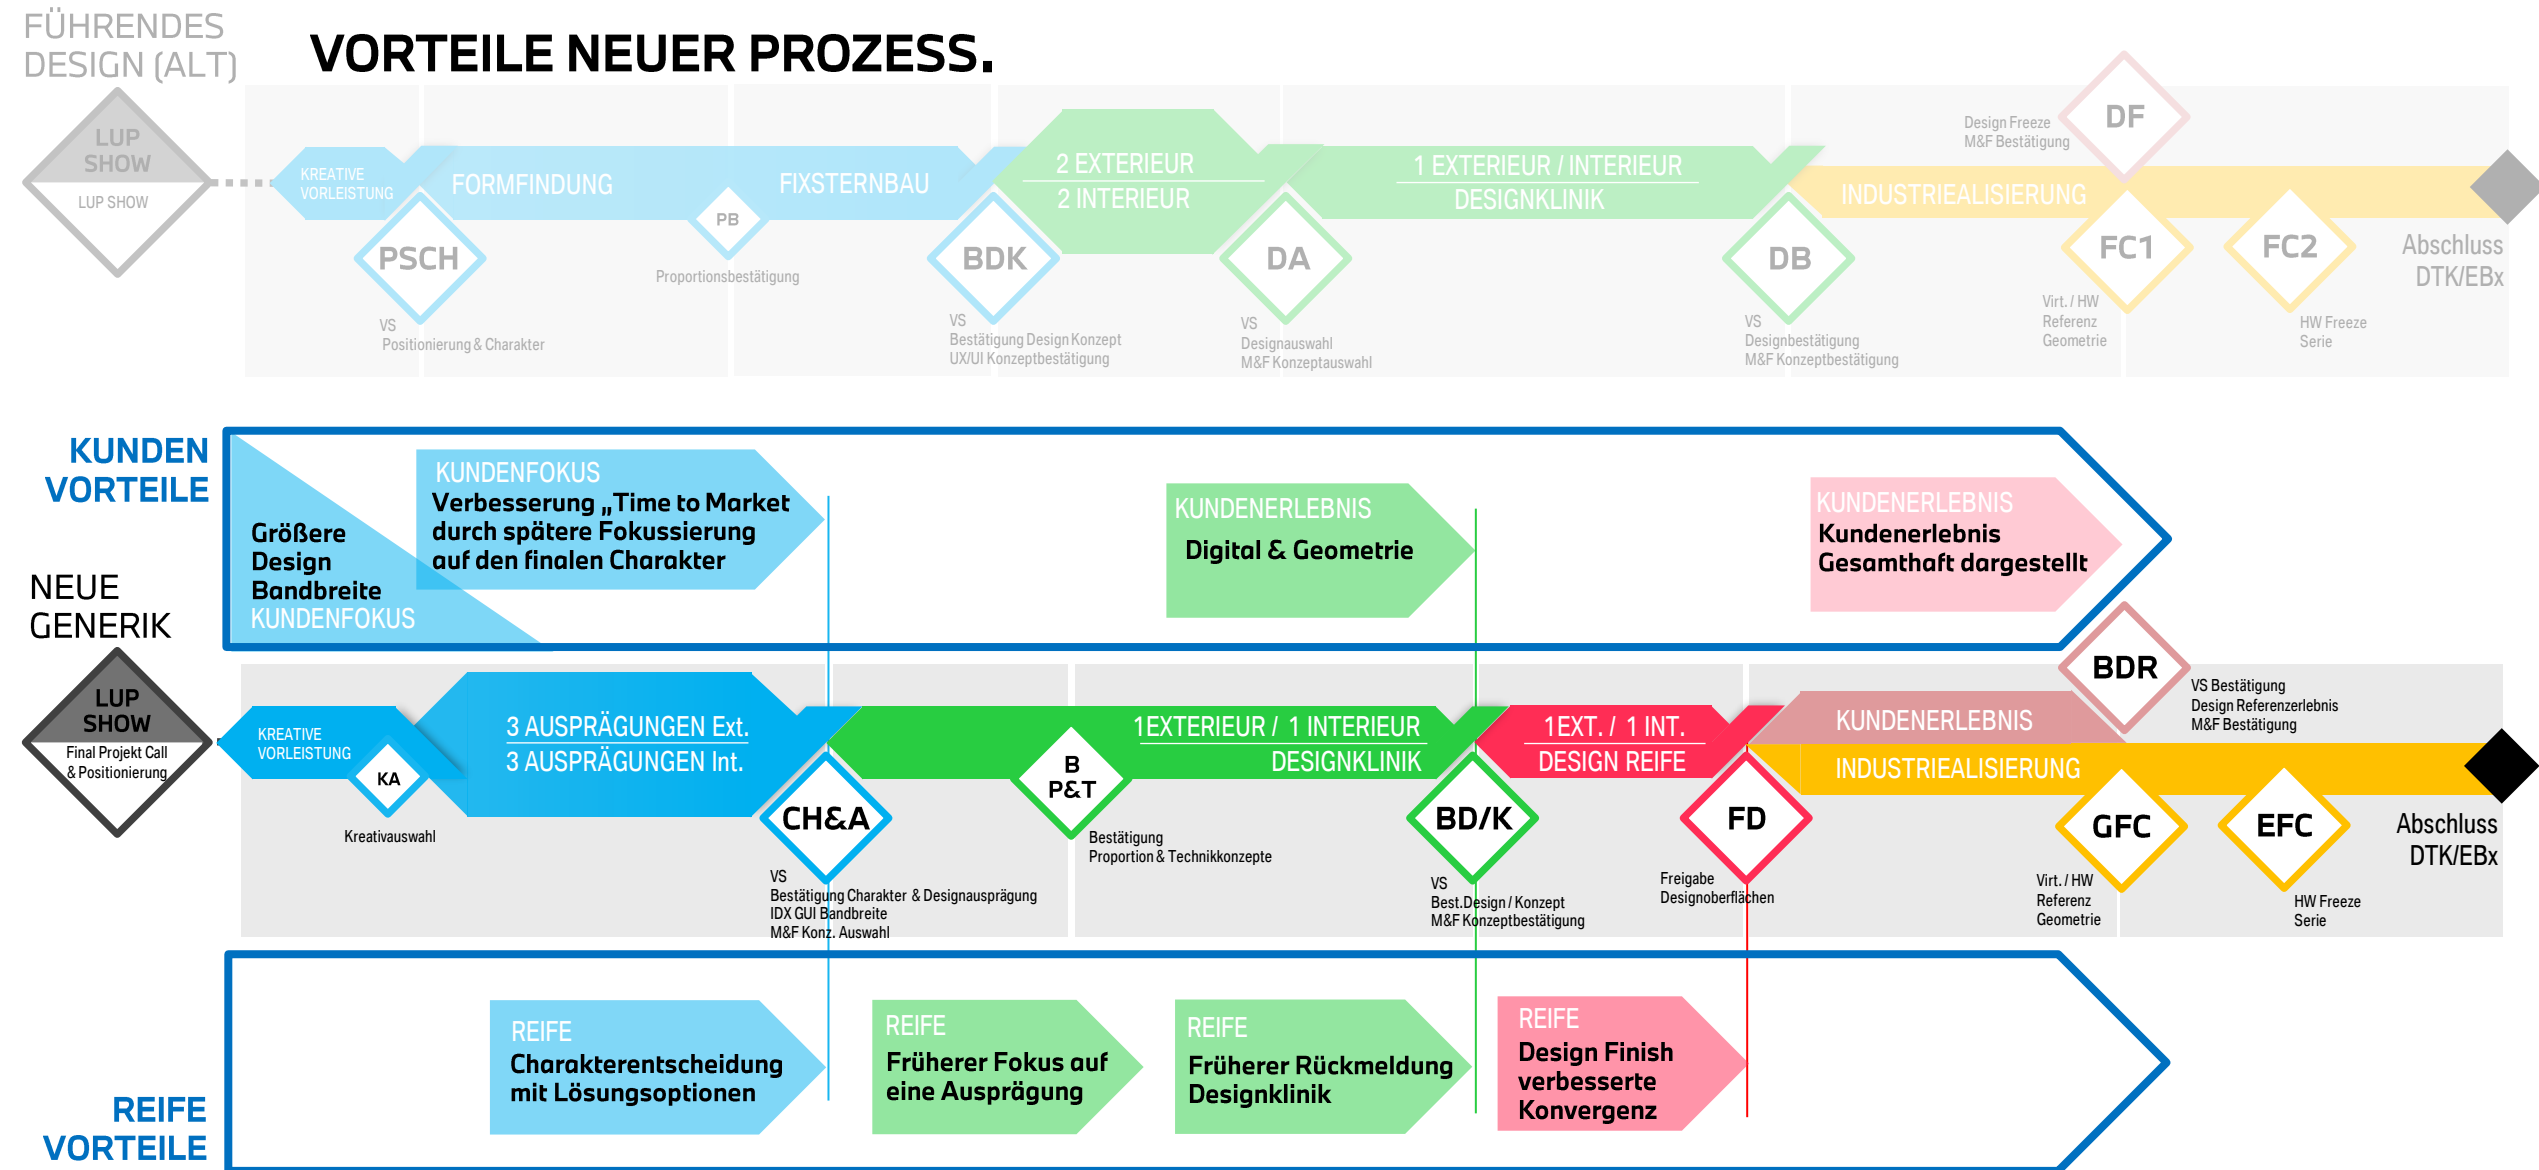 FÜHRENDES
DESIGN (ALT)
VORTEILE NEUER PROZESS.
LUP
SHOW
LUP SHOW
KREATIVE
VORLEISTUNG
FORMFINDUNG
FIXSTERNBAU
2 EXTERIEUR
2 INTERIEUR
1 EXTERIEUR / INTERIEUR
DESIGNKLINIK
Design Freeze
M&F Bestätigung
DF
INDUSTRIEALISIERUNG
PSCH
PB
BDK
DA
DB
FC1
FC2
Abschluss
DTK/EBx
VS
Positionierung & Charakter
Proportionsbestätigung
VS
Bestätigung Design Konzept
UX/UI Konzeptbestätigung
VS
Designauswahl
M&F Konzeptauswahl
VS
Designbestätigung
M&F Konzeptbestätigung
Virt. / HW
Referenz
Geometrie
HW Freeze
Serie
KUNDEN
VORTEILE
Größere
Design
Bandbreite
KUNDENFOKUS
KUNDENFOKUS
Verbesserung „Time to Market
durch spätere Fokussierung
auf den finalen Charakter
KUNDENERLEBNIS
Digital & Geometrie
KUNDENERLEBNIS
Kundenerlebnis
Gesamthaft dargestellt
NEUE
GENERIK
LUP
SHOW
Final Projekt Call
& Positionierung
KREATIVE
VORLEISTUNG
KA
Kreativauswahl
3 AUSPRÄGUNGEN Ext.
3 AUSPRÄGUNGEN Int.
CH&A
VS
Bestätigung Charakter & Designausprägung
IDX GUI Bandbreite
M&F Konz. Auswahl
B
P&T
Bestätigung
Proportion & Technikkonzepte
1EXTERIEUR / 1 INTERIEUR
DESIGNKLINIK
BD/K
VS
Best.Design / Konzept
M&F Konzeptbestätigung
1EXT. / 1 INT.
DESIGN REIFE
FD
Freigabe
Designoberflächen
KUNDENERLEBNIS
INDUSTRIEALISIERUNG
BDR
VS Bestätigung
Design Referenzerlebnis
M&F Bestätigung
GFC
Virt. / HW
Referenz
Geometrie
EFC
HW Freeze
Serie
Abschluss
DTK/EBx
REIFE
VORTEILE
REIFE
Charakterentscheidung
mit Lösungsoptionen
REIFE
Früherer Fokus auf
eine Ausprägung
REIFE
Früherer Rückmeldung
Designklinik
REIFE
Design Finish
verbesserte
Konvergenz